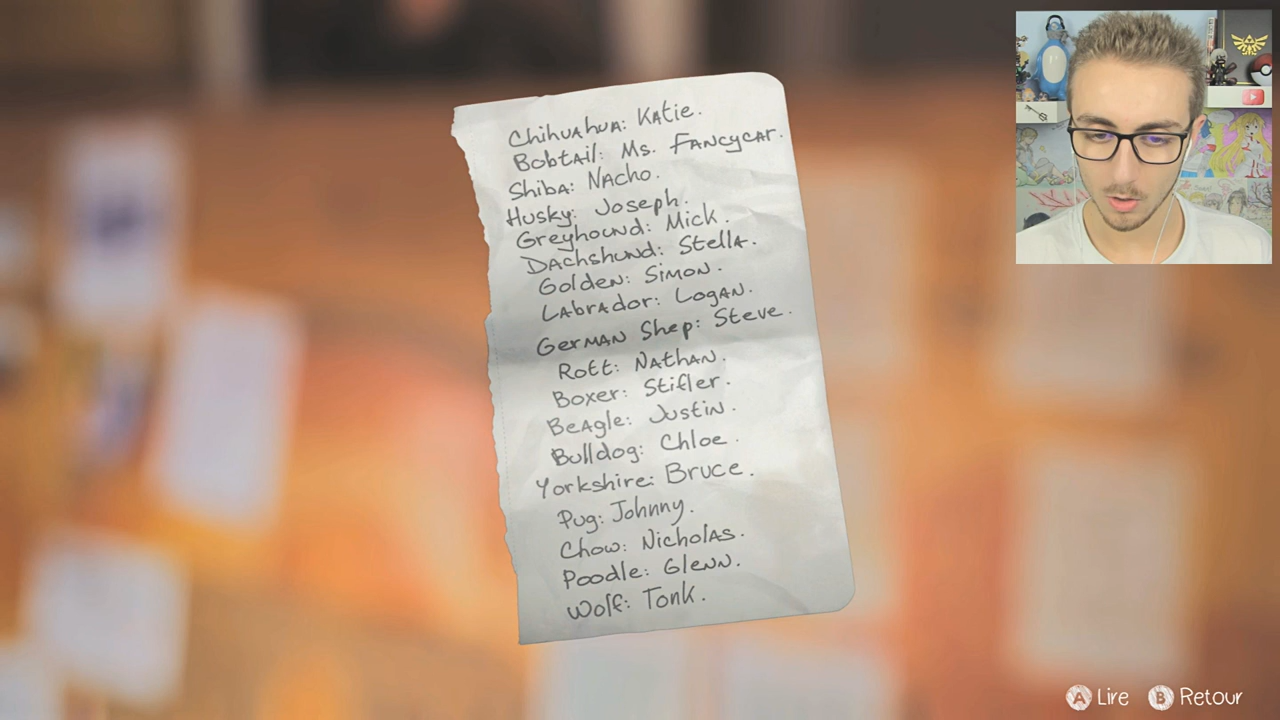 Chihuahua: Katie.
Bobtail: Ms. Fancycar.
Shiba: Nacho.
Husky: Joseph.
Greyhound: Mick.
Dachshund: Stella.
Golden: Simon.
Labrador: Logan.
German Shep: Steve.
Rott: Nathan.
Boxer: Stifler.
Beagle: Justin.
Bulldog: Chloe.
Yorkshire: Bruce.
Pug: Johnny.
Chow: Nicholas.
Poodle: Glenn.
Wolf: Tonk.
A Lire B Retour